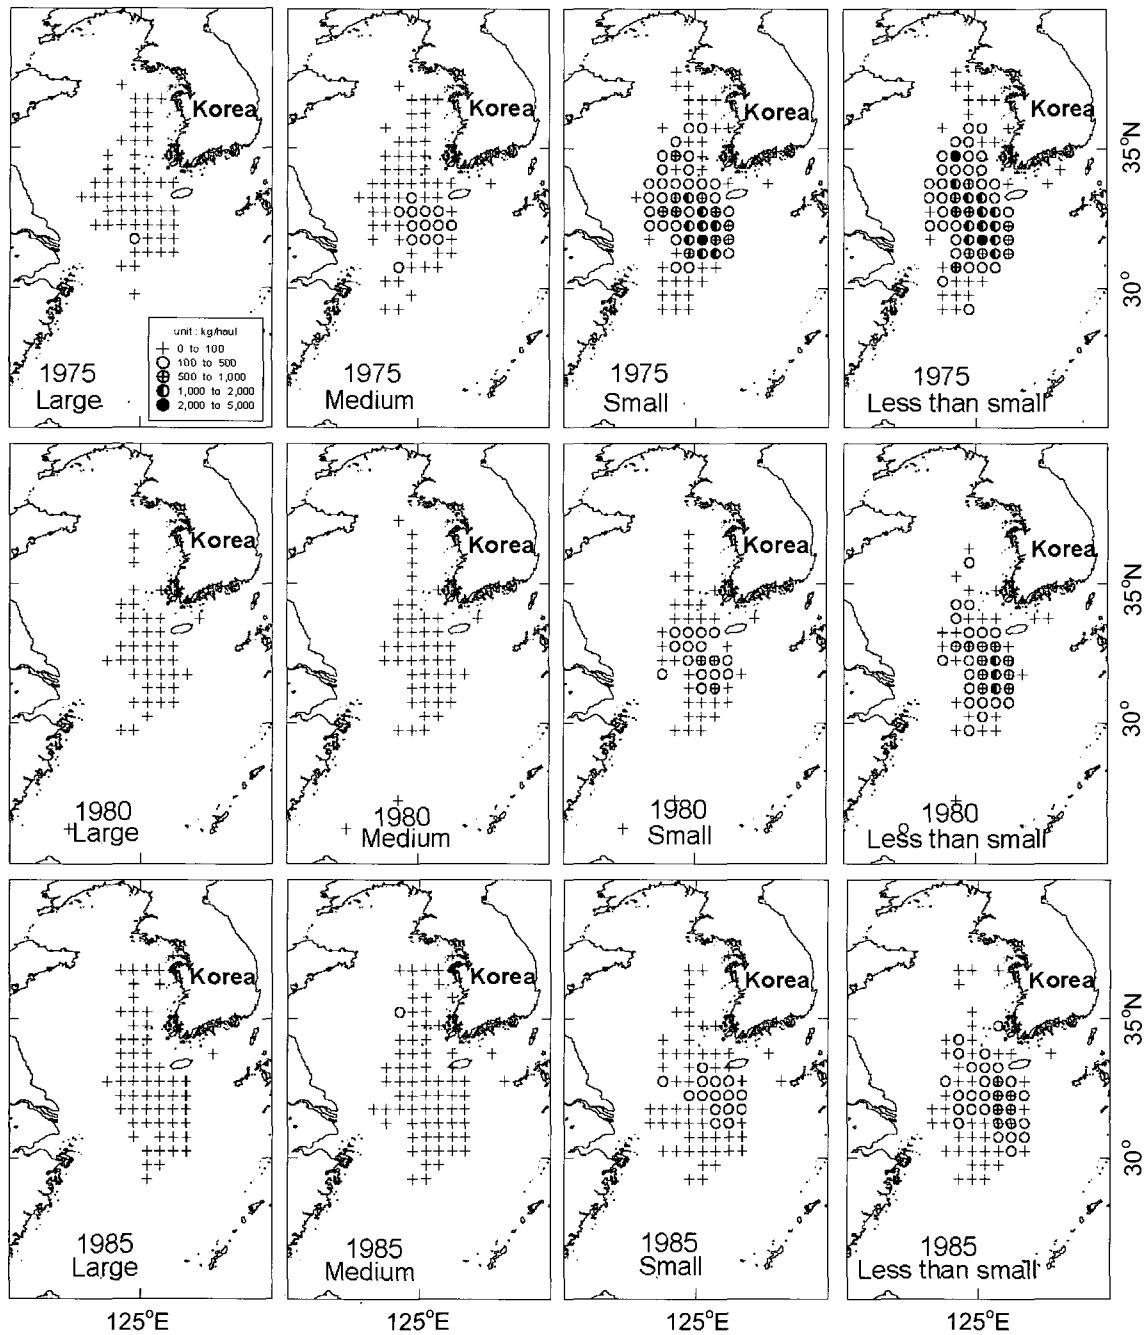 Korea
Korea
Korea
Korea
35°N
30°
unit : kg/haul
0 to 100
100 to 500
500 to 1,000
1,000 to 2,000
2,000 to 5,000
1975
Large
1975
Medium
1975
Small
1975
Less than small
Korea
Korea
Korea
Korea
35°N
30°
1980
Large
1980
Medium
1980
Small
1980
Less than small
Korea
Korea
Korea
Korea
35°N
30°
1985
Large
1985
Medium
1985
Small
1985
Less than small
125°E
125°E
125°E
125°E